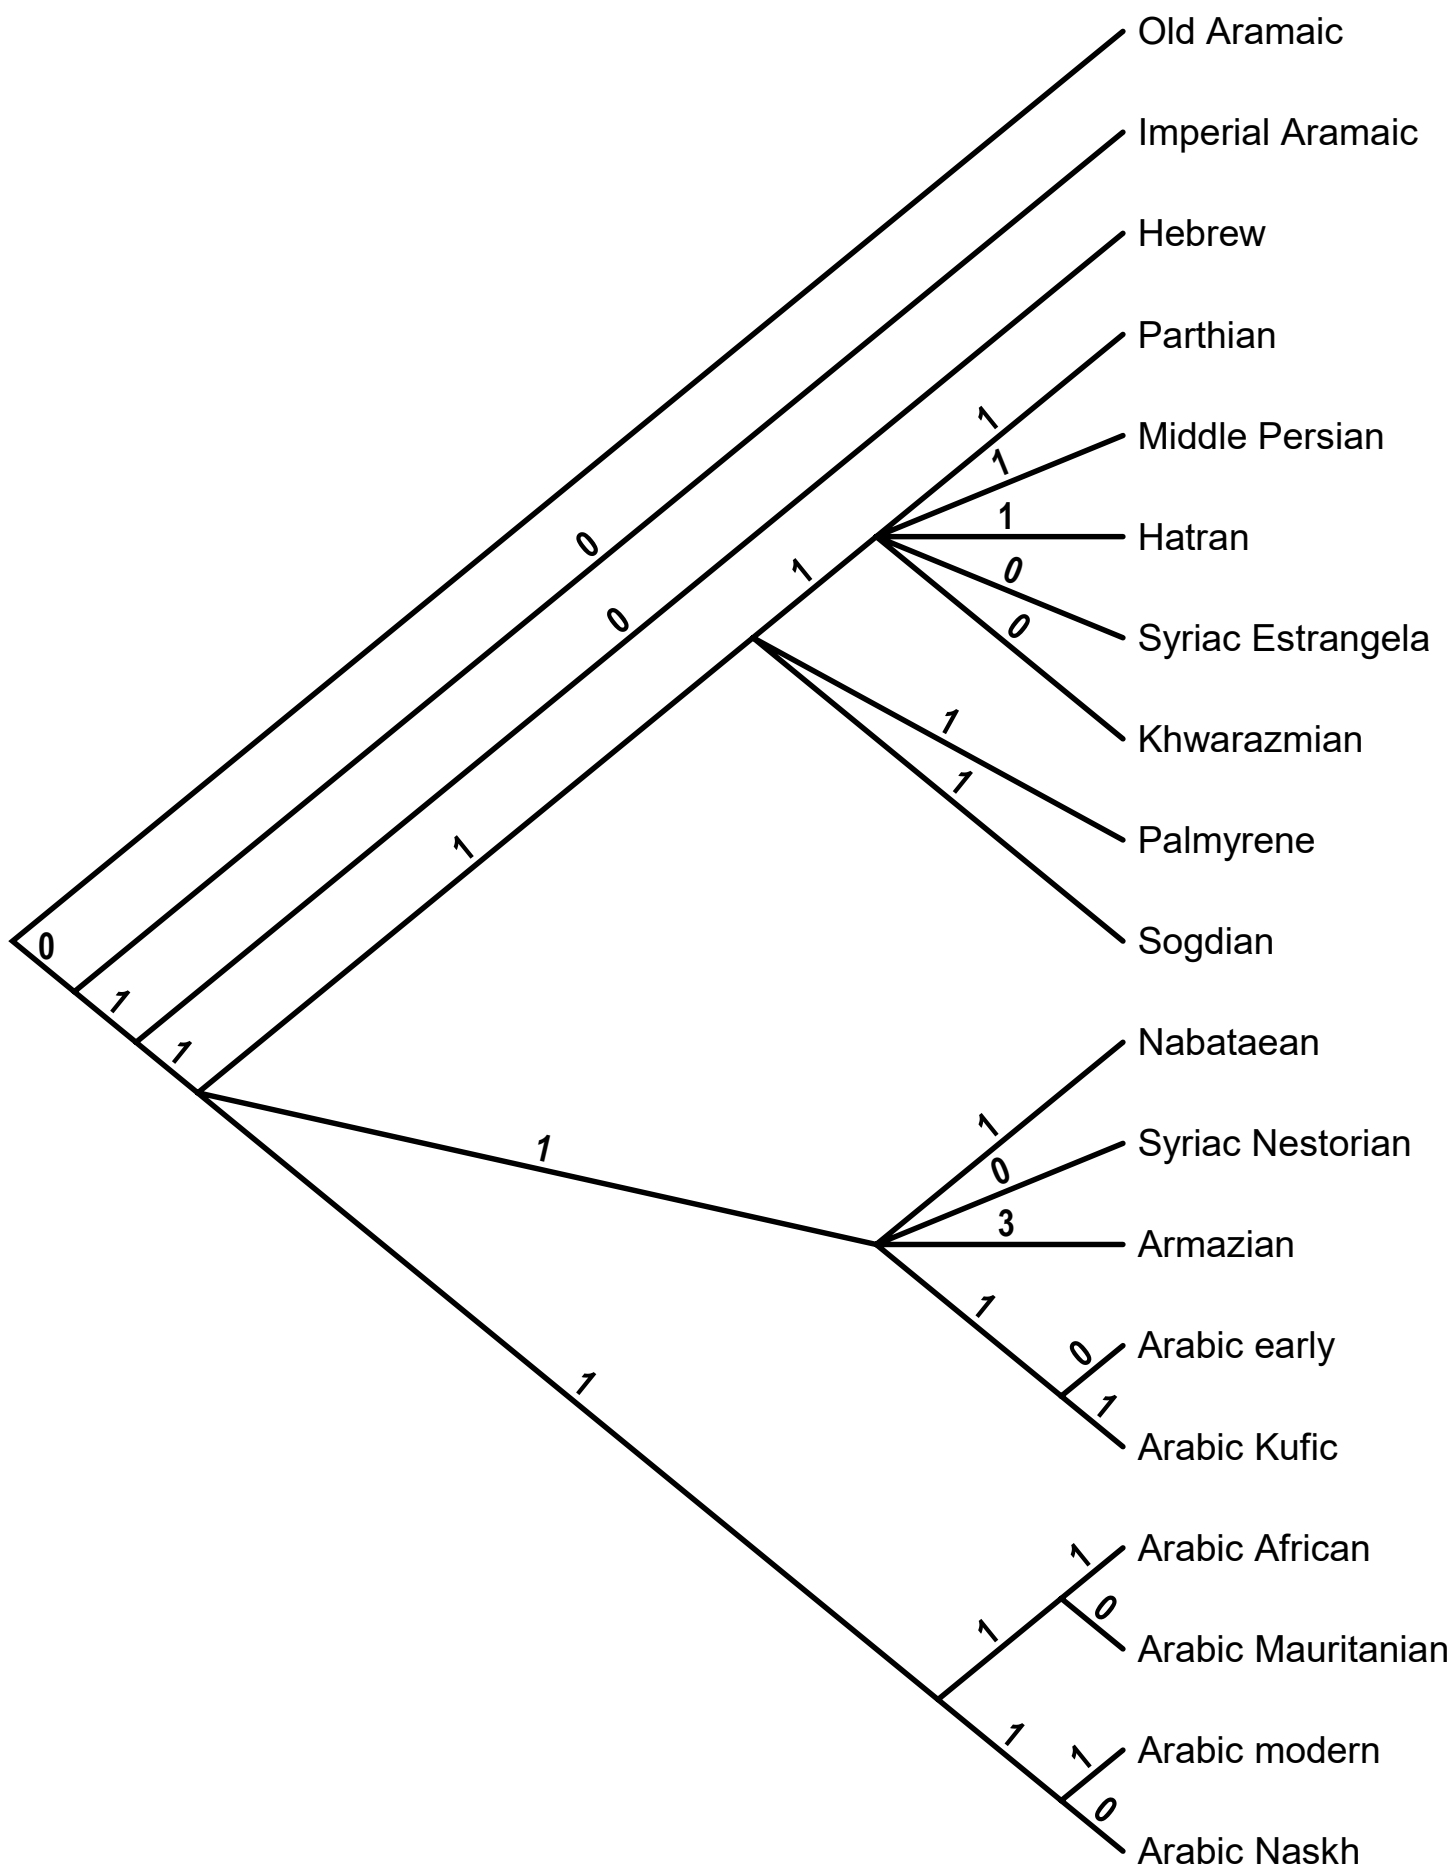 Old Aramaic
Imperial Aramaic
Hebrew
Parthian
1
Middle Persian
1
1
Hatran
0
1
0
Syriac Estrangela
0
0
Khwarazmian
1
1
Palmyrene
1
0
Sogdian
1
1
Nabataean
1
1
Syriac Nestorian
0
3
Armazian
1
0
Arabic early
1
1
Arabic Kufic
1
Arabic African
0
1
Arabic Mauritanian
1
1
Arabic modern
0
Arabic Naskh